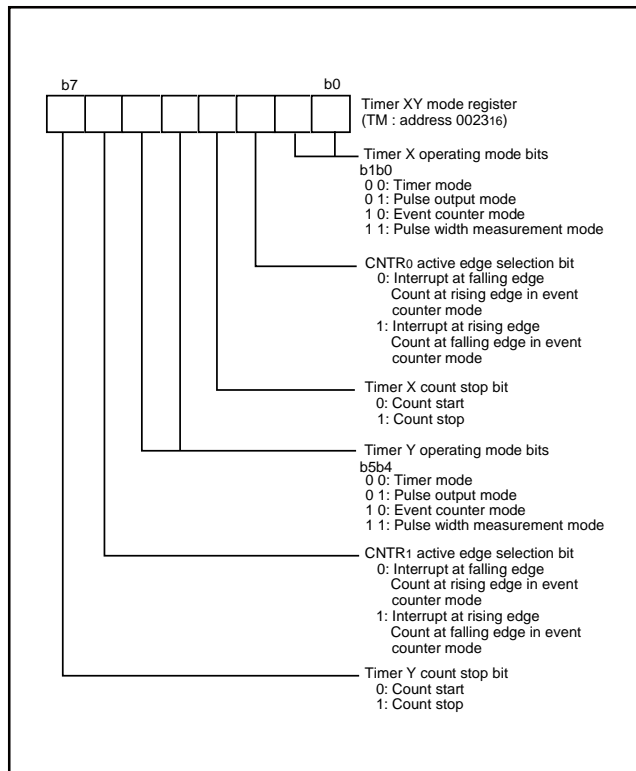 b7 b0
Timer XY mode register
(TM : address 002316)
Timer X operating mode bits
b1b0
0 0: Timer mode
0 1: Pulse output mode
1 0: Event counter mode
1 1: Pulse width measurement mode
CNTR0 active edge selection bit
0: Interrupt at falling edge
Count at rising edge in event
counter mode
1: Interrupt at rising edge
Count at falling edge in event
counter mode
Timer X count stop bit
0: Count start
1: Count stop
Timer Y operating mode bits
b5b4
0 0: Timer mode
0 1: Pulse output mode
1 0: Event counter mode
1 1: Pulse width measurement mode
CNTR1 active edge selection bit
0: Interrupt at falling edge
Count at rising edge in event
counter mode
1: Interrupt at rising edge
Count at falling edge in event
counter mode
Timer Y count stop bit
0: Count start
1: Count stop